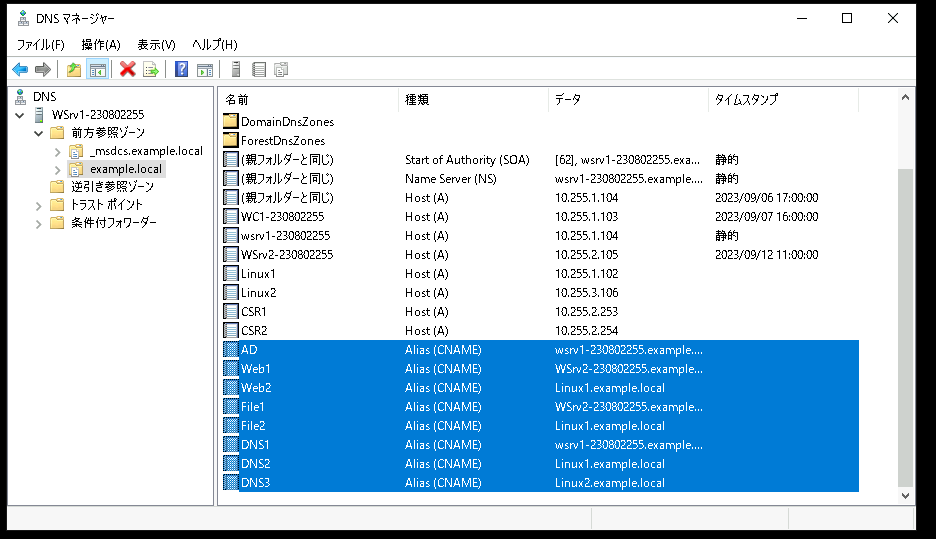 DNS マネージャー
ファイル(F) 操作(A) 表示(V) ヘルプ(H)
DNS
WSrv1-230802255
前方参照ゾーン
_msdcs.example.local
example.local
逆引き参照ゾーン
トラスト ポイント
条件付フォワーダー
名前 種類 データ タイムスタンプ
DomainDnsZones
ForestDnsZones
(親フォルダーと同じ) Start of Authority (SOA) [62], wsrv1-230802255.exa... 静的
(親フォルダーと同じ) Name Server (NS) wsrv1-230802255.example.... 静的
(親フォルダーと同じ) Host (A) 10.255.1.104 2023/09/06 17:00:00
WC1-230802255 Host (A) 10.255.1.103 2023/09/07 16:00:00
wsrv1-230802255 Host (A) 10.255.1.104 静的
WSrv2-230802255 Host (A) 10.255.2.105 2023/09/12 11:00:00
Linux1 Host (A) 10.255.1.102
Linux2 Host (A) 10.255.3.106
CSR1 Host (A) 10.255.2.253
CSR2 Host (A) 10.255.2.254
AD Alias (CNAME) wsrv1-230802255.example....
Web1 Alias (CNAME) WSrv2-230802255.example...
Web2 Alias (CNAME) Linux1.example.local
File1 Alias (CNAME) WSrv2-230802255.example...
File2 Alias (CNAME) Linux1.example.local
DNS1 Alias (CNAME) wsrv1-230802255.example....
DNS2 Alias (CNAME) Linux1.example.local
DNS3 Alias (CNAME) Linux2.example.local